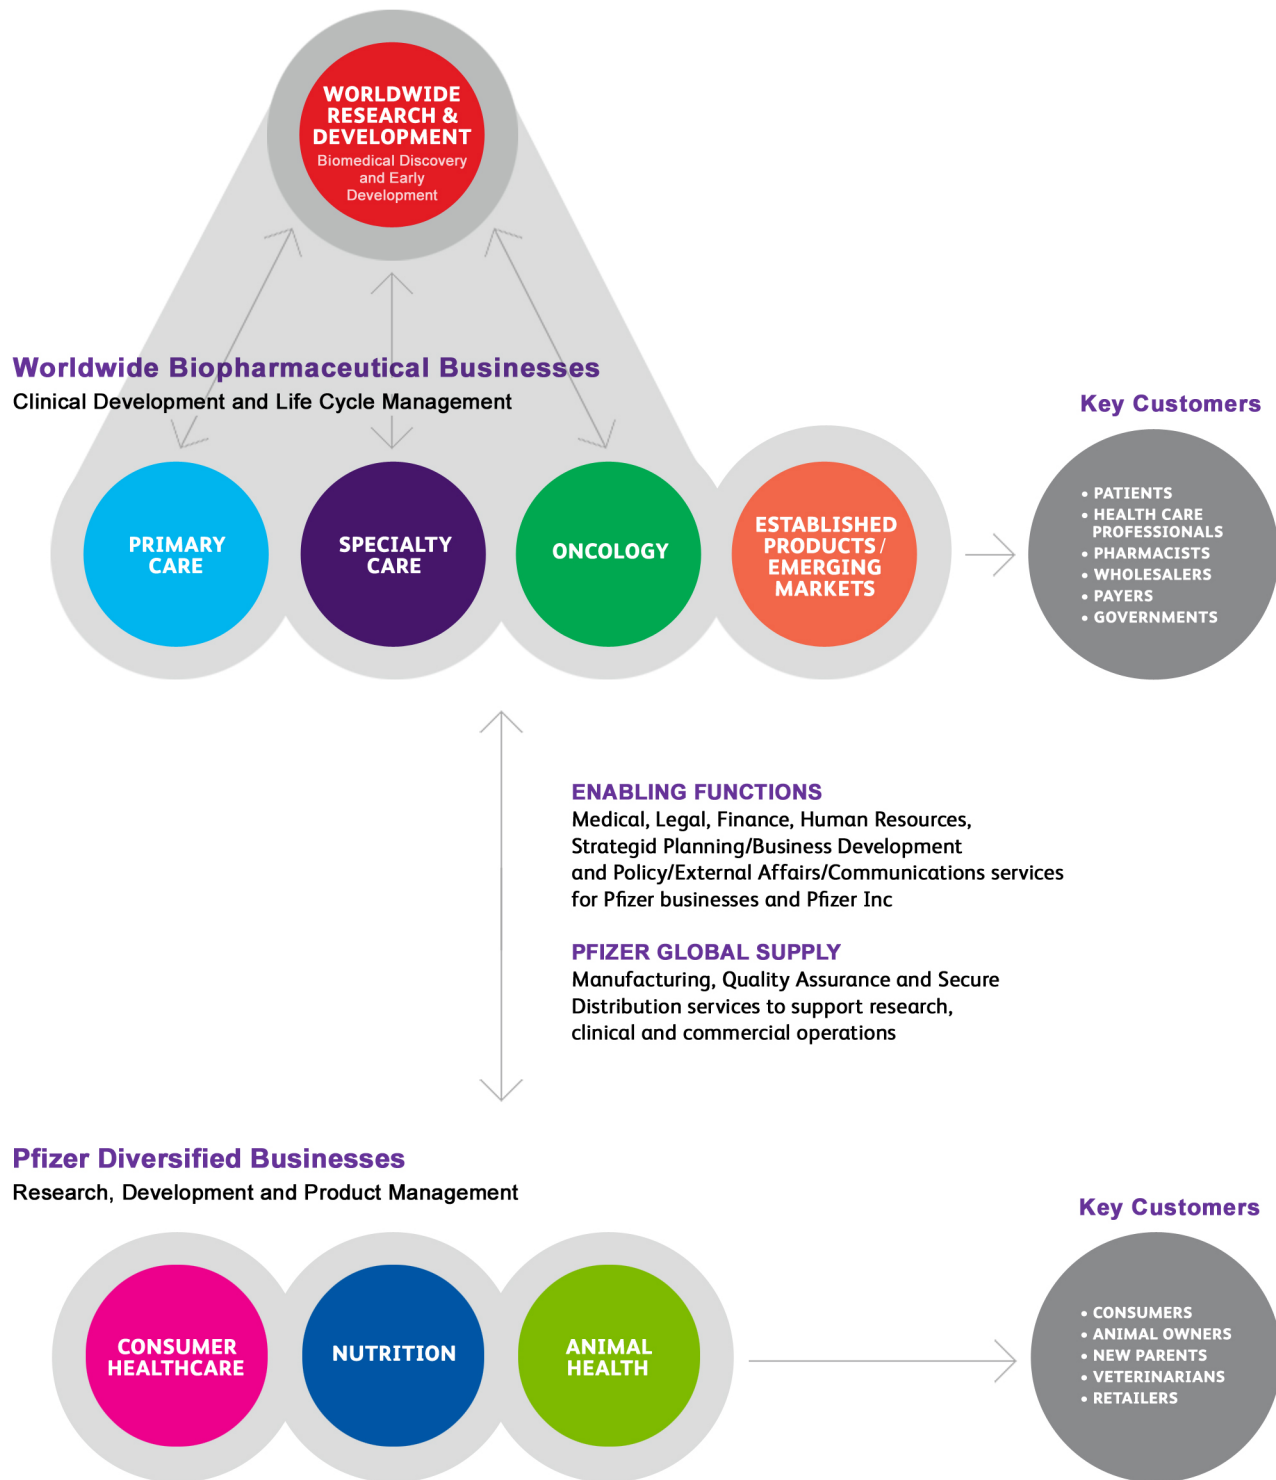 WORLDWIDE
RESEARCH &
DEVELOPMENT
Biomedical Discovery
and Early
Development
Worldwide Biopharmaceutical Businesses
Clinical Development and Life Cycle Management
PRIMARY
CARE
SPECIALTY
CARE
ONCOLOGY
ESTABLISHED
PRODUCTS/
EMERGING
MARKETS
Key Customers
• PATIENTS
• HEALTH CARE
PROFESSIONALS
• PHARMACISTS
• WHOLESALERS
• PAYERS
• GOVERNMENTS
ENABLING FUNCTIONS
Medical, Legal, Finance, Human Resources,
Strategid Planning/Business Development
and Policy/External Affairs/Communications services
for Pfizer businesses and Pfizer Inc
PFIZER GLOBAL SUPPLY
Manufacturing, Quality Assurance and Secure
Distribution services to support research,
clinical and commercial operations
Pfizer Diversified Businesses
Research, Development and Product Management
CONSUMER
HEALTHCARE
NUTRITION
ANIMAL
HEALTH
Key Customers
• CONSUMERS
• ANIMAL OWNERS
• NEW PARENTS
• VETERINARIANS
• RETAILERS